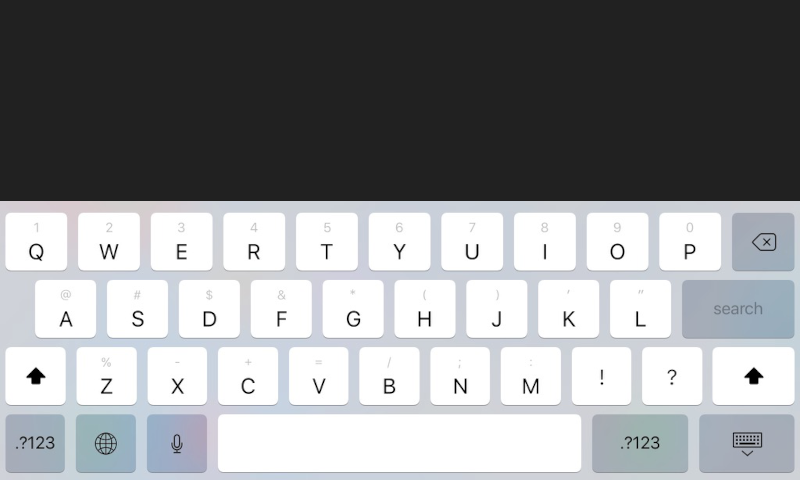 1 2 3 4 5 6 7 8 9 0
Q W E R T Y U I O P
@ # $ & * ( ) ' "
A S D F G H J K L search
% - + = / ; :
Z X C V B N M ! ?
.?123 .?123